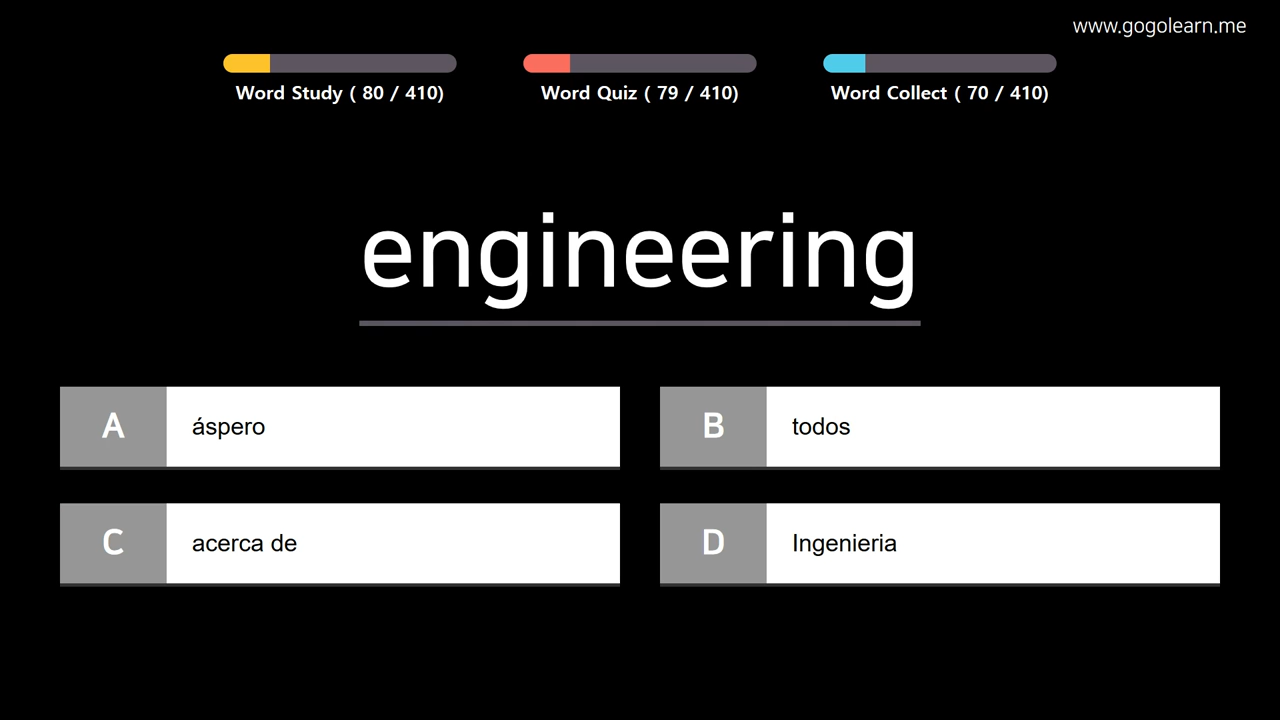 www.gogolearn.me
Word Study ( 80 / 410)
Word Quiz ( 79 / 410)
Word Collect ( 70 / 410)
engineering
A áspero
B todos
C acerca de
D Ingenieria